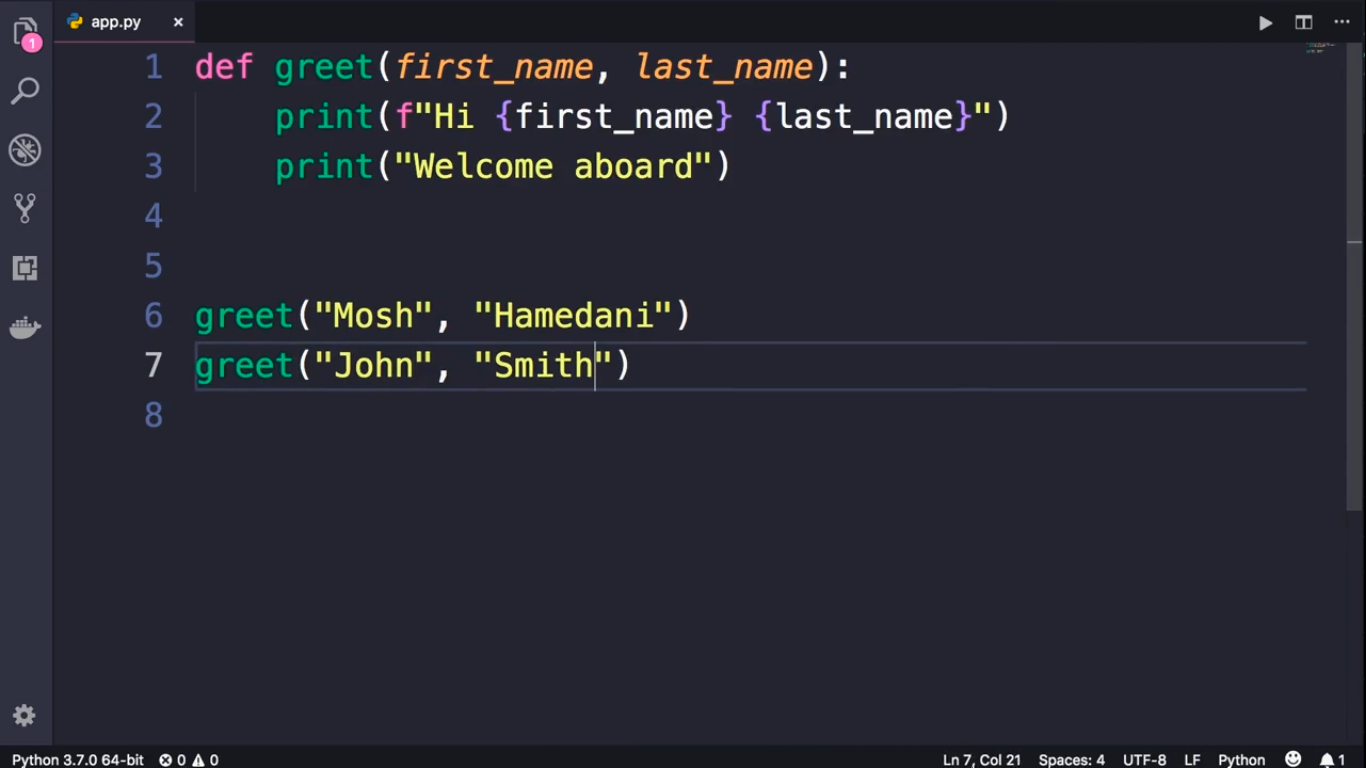 app.py ×
1
1 def greet(first_name, last_name):
2     print(f"Hi {first_name} {last_name}")
3     print("Welcome aboard")
4
5
6 greet("Mosh", "Hamedani")
7 greet("John", "Smith")
8
Python 3.7.0 64-bit 0 0 Ln 7, Col 21 Spaces: 4 UTF-8 LF Python 1